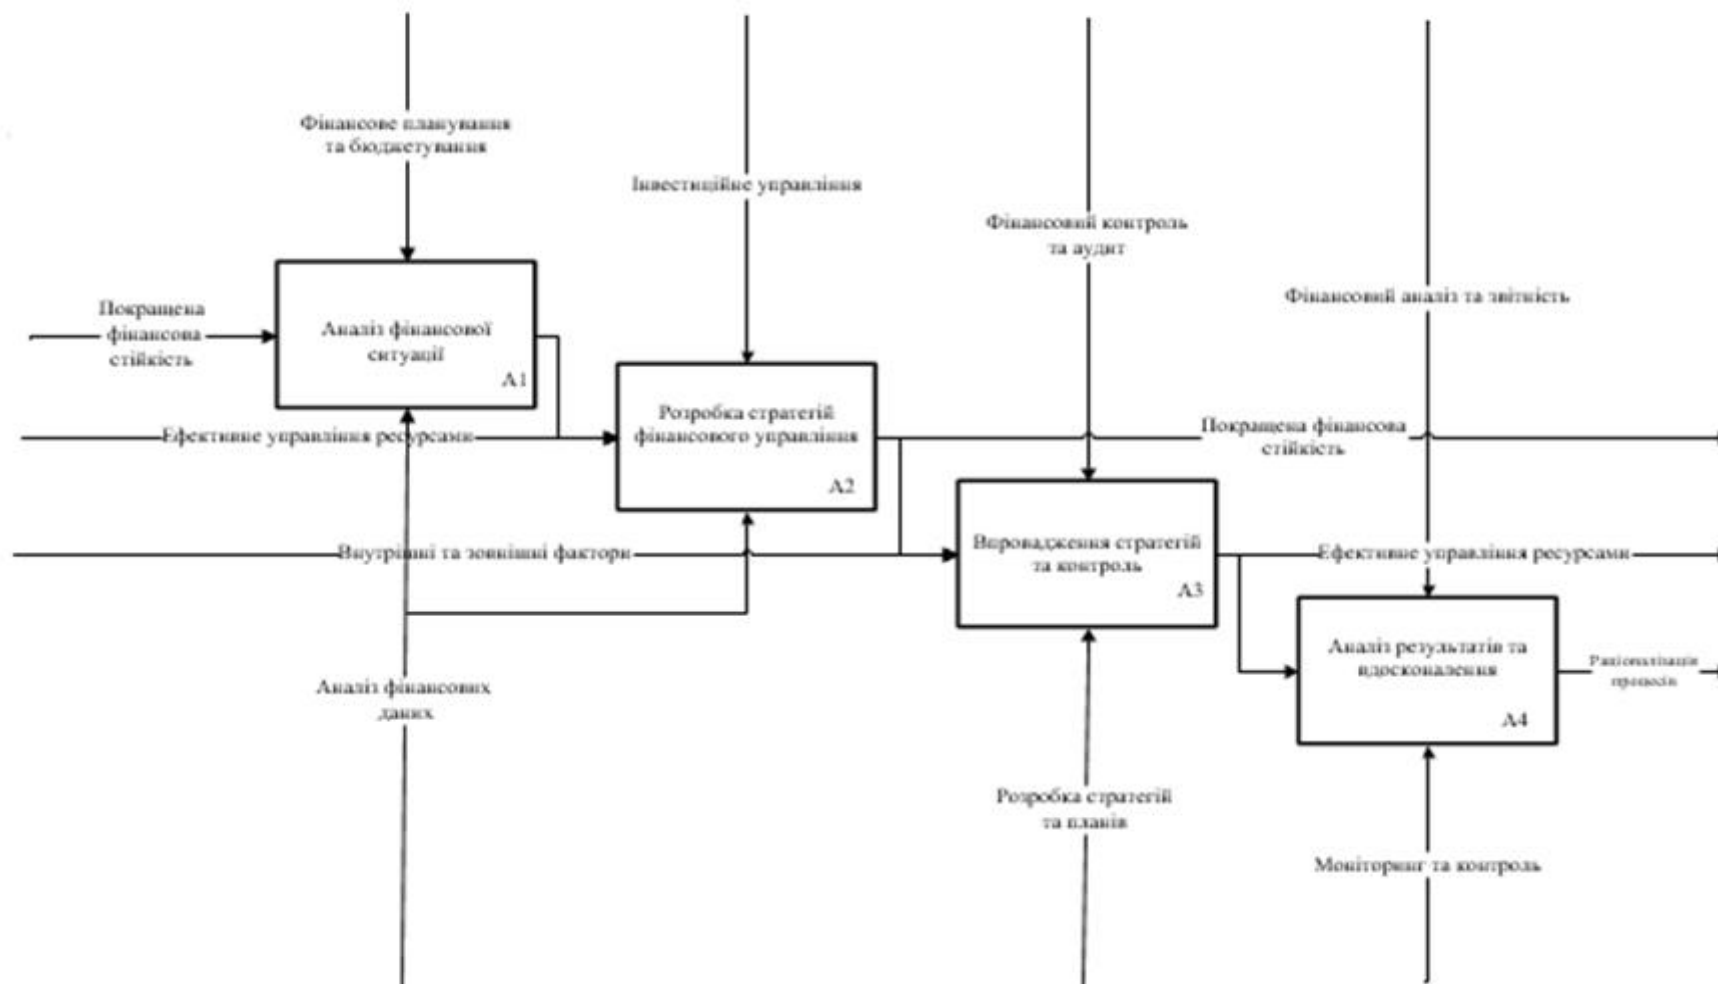 Фінансове планування
та бюджетування
Інвестиційне управління
Фінансовий контроль
та аудит
Фінансовий аналіз та звітність
Покращена
фінансова
стійкість
Аналіз фінансової
ситуації
А1
Ефективне управління ресурсами
Розробка стратегій
фінансового управління
А2
Покращена фінансова
стійкість
Внутрішні та зовнішні фактори
Впровадження стратегій
та контроль
А3
Ефективне управління ресурсами
Аналіз результатів та
вдосконалення
А4
Раціоналізація
процесів
Аналіз фінансових
даних
Розробка стратегій
та планів
Моніторинг та контроль